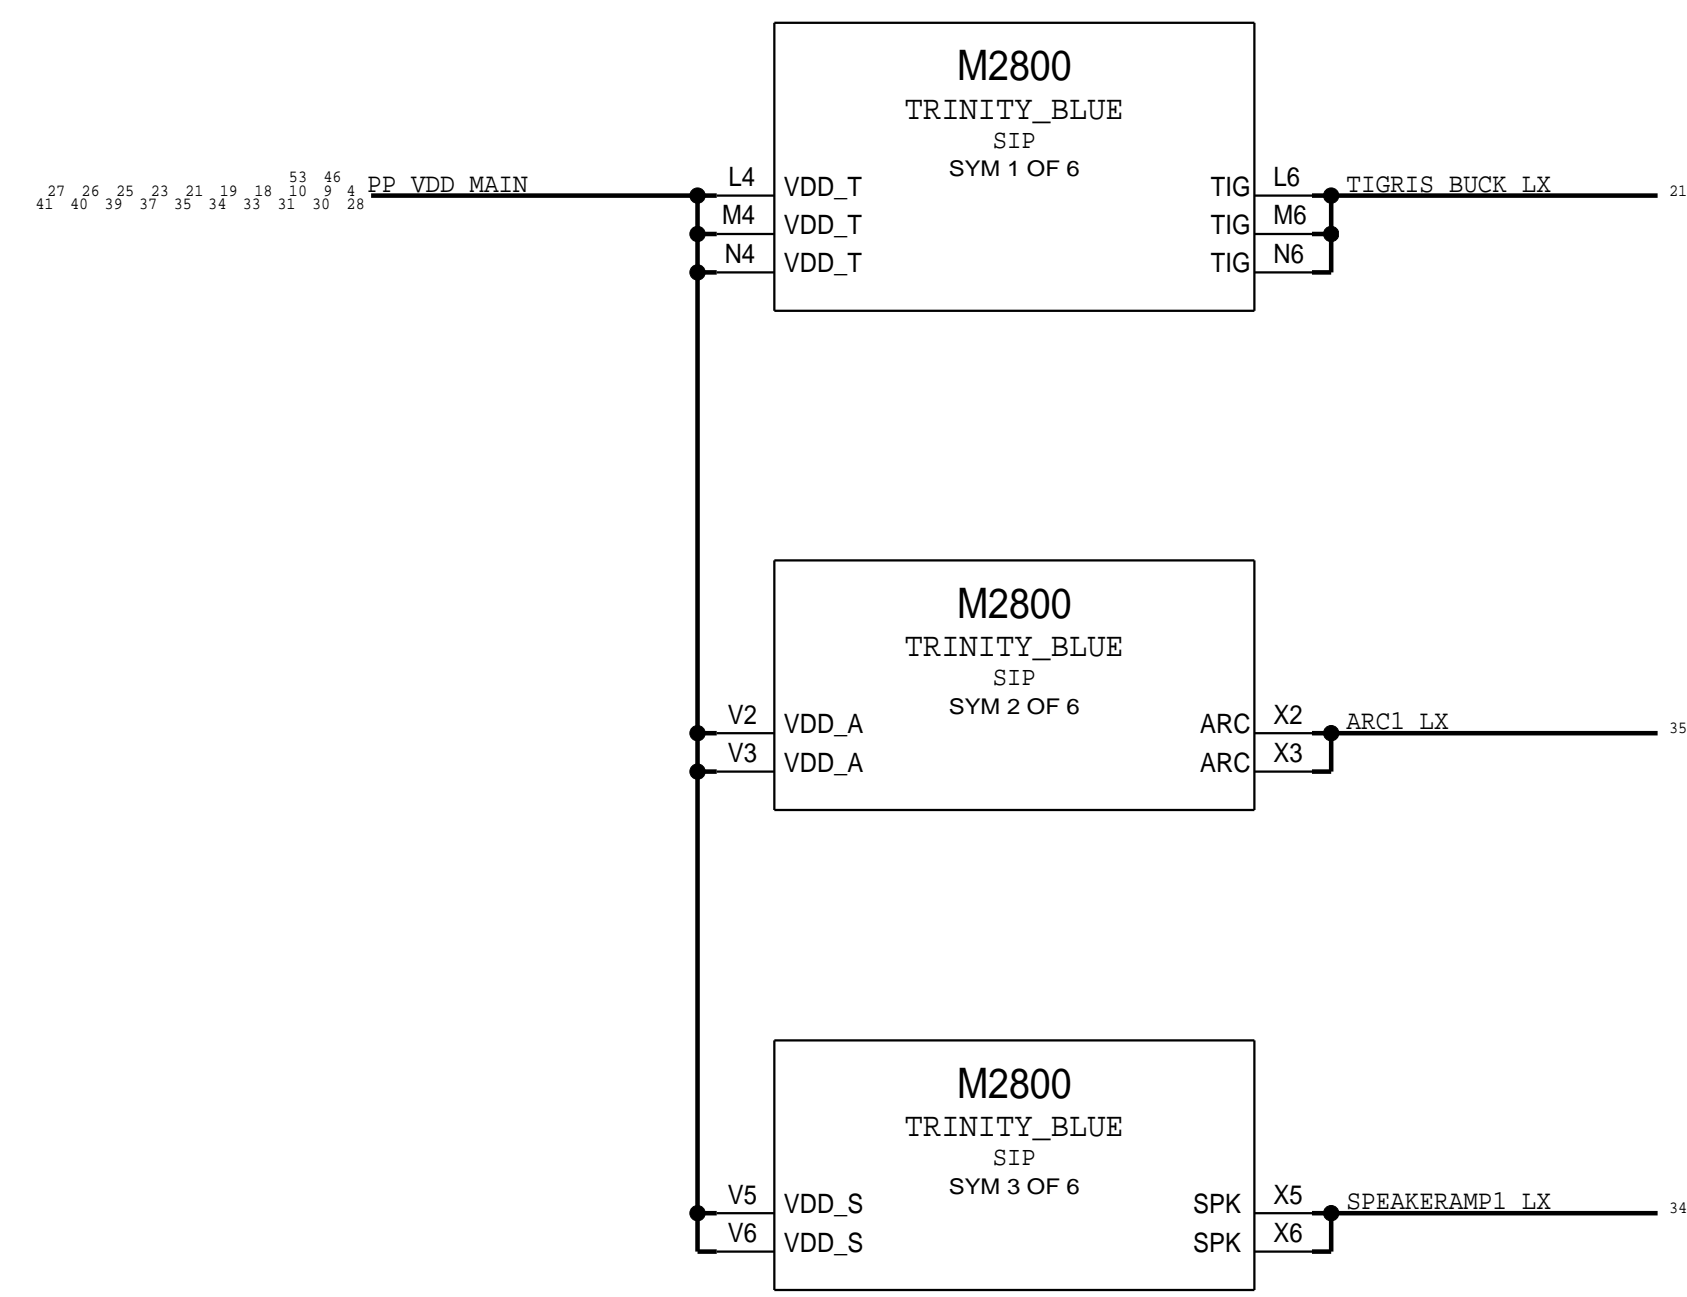 M2800
TRINITY_BLUE
SIP
SYM 1 OF 6
53 46
27 26 25 23 21 19 18 10 9 4 PP_VDD_MAIN
41 40 39 37 35 34 33 31 30 28
L4 VDD_T TIG L6 TIGRIS_BUCK_LX 21
M4 VDD_T TIG M6
N4 VDD_T TIG N6
M2800
TRINITY_BLUE
SIP
SYM 2 OF 6
V2 VDD_A ARC X2 ARC1_LX 35
V3 VDD_A ARC X3
M2800
TRINITY_BLUE
SIP
SYM 3 OF 6
V5 VDD_S SPK X5 SPEAKERAMP1_LX 34
V6 VDD_S SPK X6